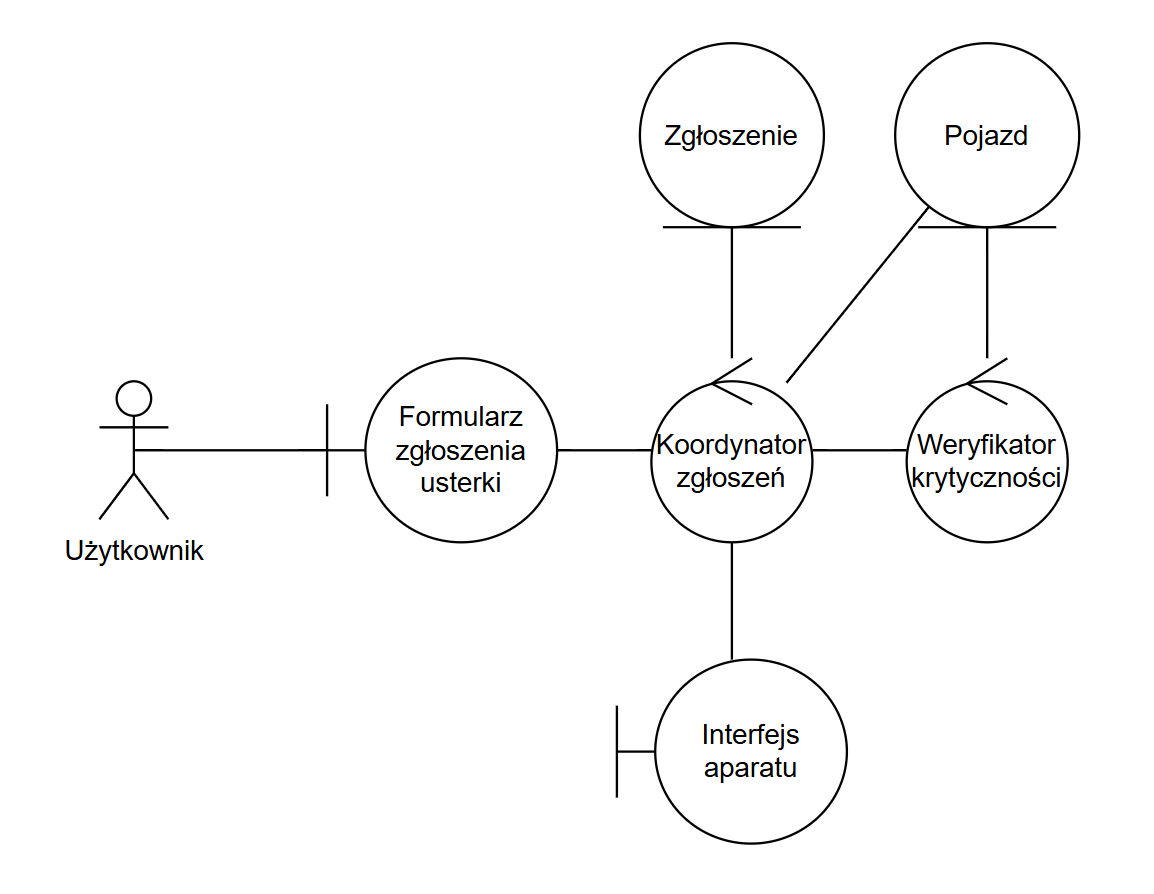 Zgłoszenie
Pojazd
Formularz
zgłoszenia
usterki
Koordynator
zgłoszeń
Weryfikator
krytyczności
Użytkownik
Interfejs
aparatu